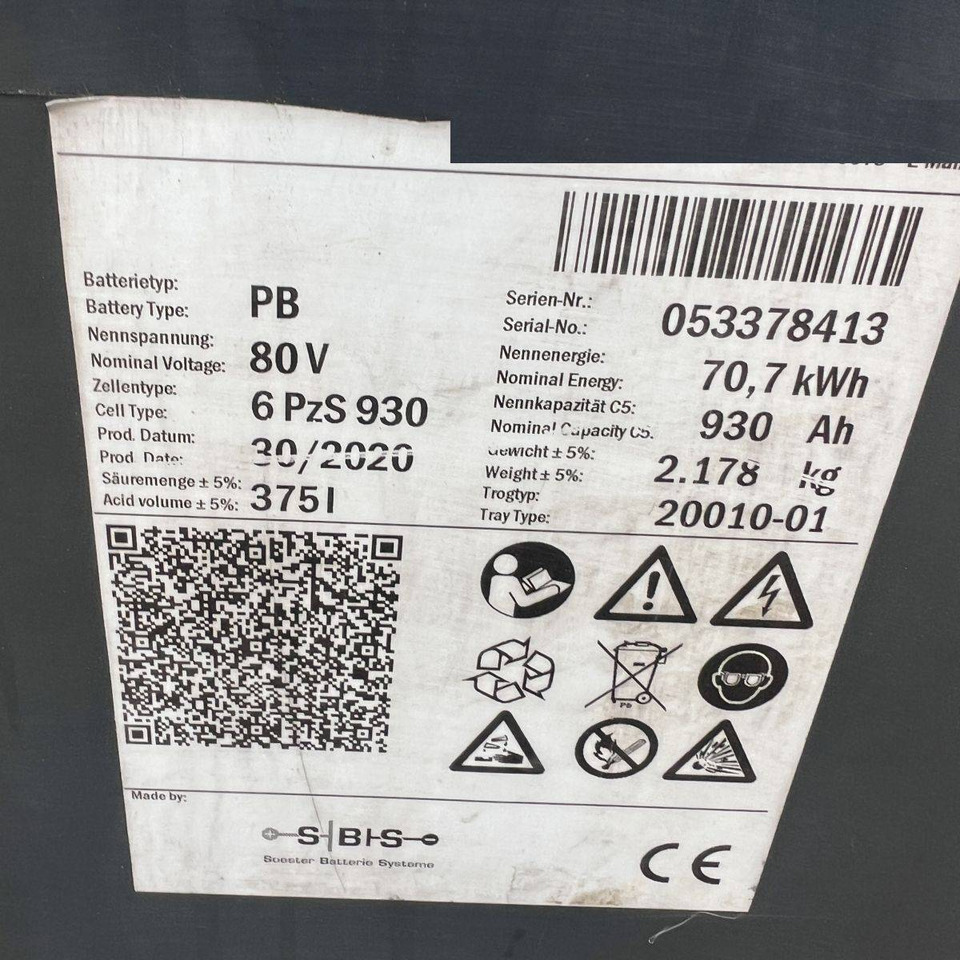 Batterietyp:
Battery Type: PB
Nennspannung:
Nominal Voltage: 80 V
Zellentype:
Cell Type: 6 PzS 930
Prod. Datum:
Prod. Date: 30/2020
Säuremenge ± 5%:
Acid volume ± 5%: 375 l
Serien-Nr.:
Serial-No.: 053378413
Nennenergie:
Nominal Energy: 70,7 kWh
Nennkapazität C5:
Nominal Capacity C5: 930 Ah
Gewicht ± 5%:
Weight ± 5%: 2.178 kg
Trogtyp:
Tray Type: 20010-01
Pb
Made by:
S-B-S
Soester Batterie Systeme
CE